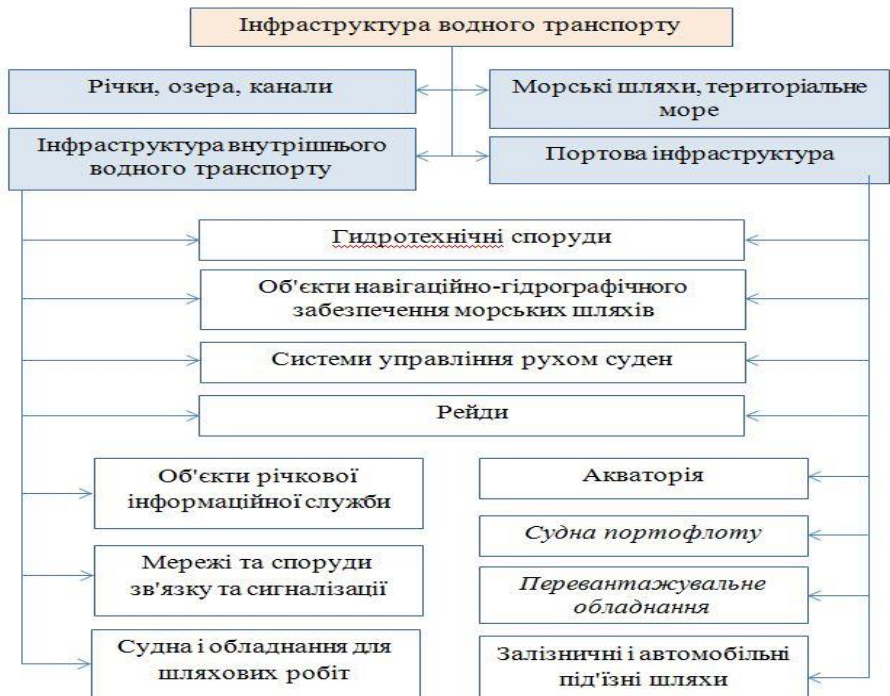 Інфраструктура водного транспорту
Річки, озера, канали
Морські шляхи, територіальне
море
Інфраструктура внутрішнього
водного транспорту
Портова інфраструктура
Гидротехнічні споруди
Об'єкти навігаційно-гідрографічного
забезпечення морських шляхів
Системи управління рухом суден
Рейди
Об'єкти річкової
інформаційної служби
Акваторія
Судна портофлоту
Мережі та споруди
зв'язку та сигналізації
Перевантажувальне
обладнання
Судна і обладнання для
шляхових робіт
Залізничні і автомобільні
під'їзні шляхи